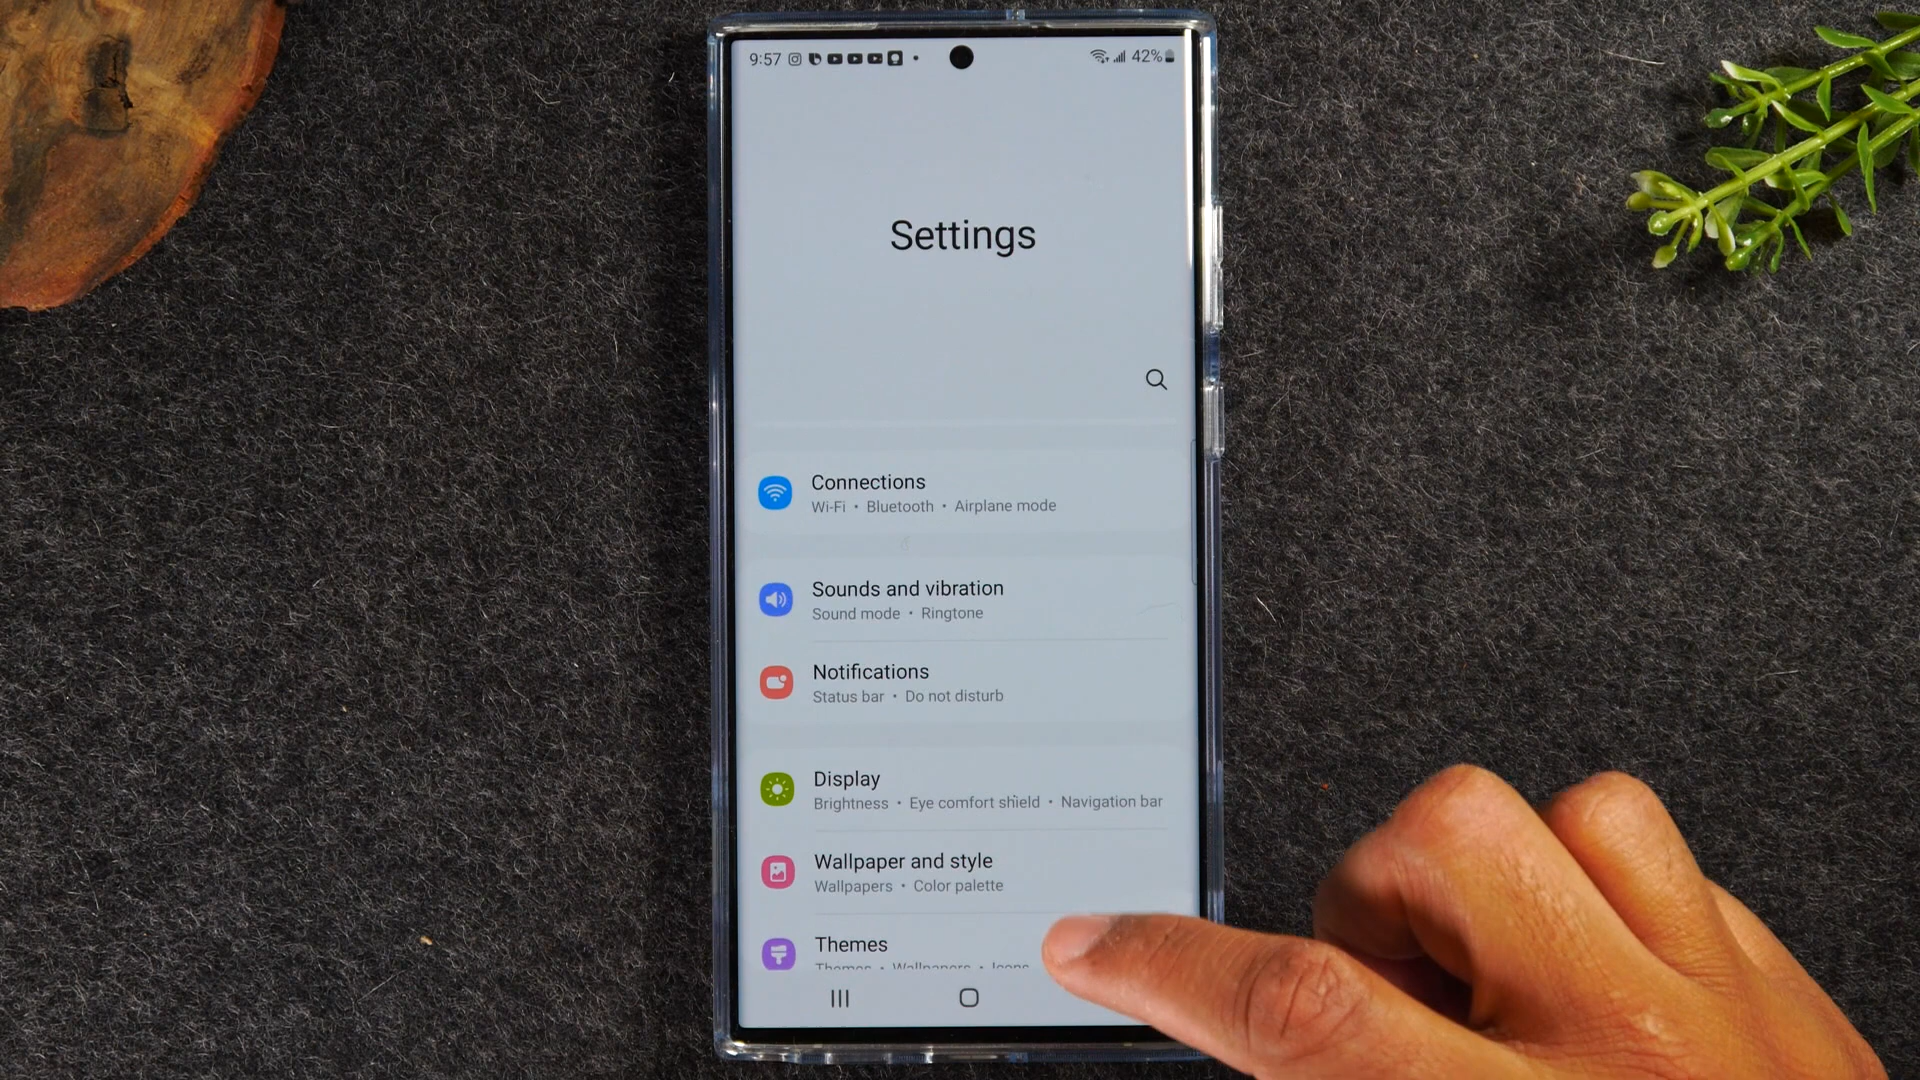 9:57
42%
Settings
Connections
Wi-Fi • Bluetooth • Airplane mode
Sounds and vibration
Sound mode • Ringtone
Notifications
Status bar • Do not disturb
Display
Brightness • Eye comfort shield • Navigation bar
Wallpaper and style
Wallpapers • Color palette
Themes
Themes • Wallpapers • Icons